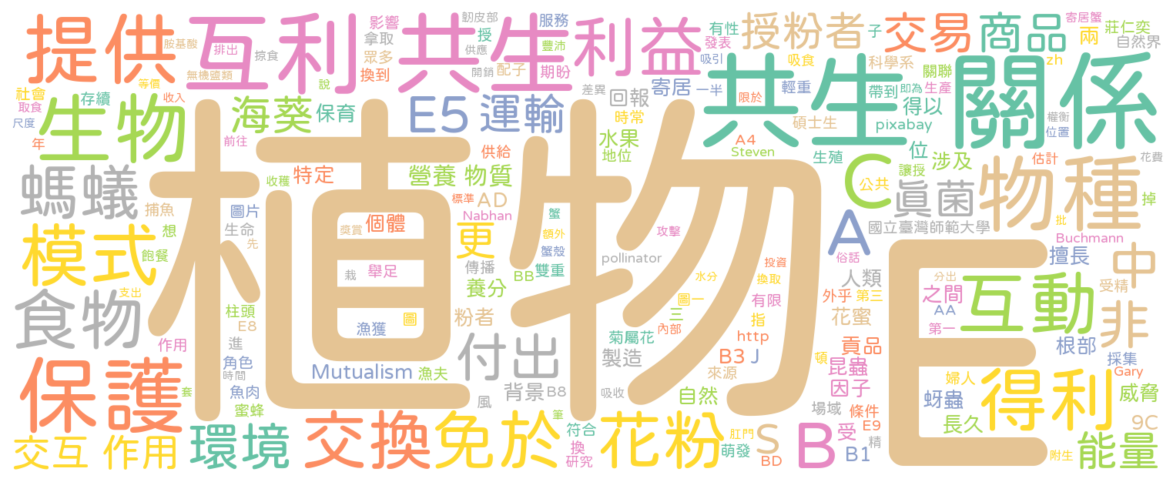 提供 互利 共生 利益 授粉者 交易 商品
影響 韌皮部 服務 有性 子 兩 寄居蟹 莊仁奕
胺基酸 排出 掠食 拿取 供應 授 豐沛 發表 自然界
無機鹽類 眾多 開銷 配子 吸引 吸食 科學系 關聯 zh
等價 換到 說 期盼 寄居 一半 輕重 帶到 即為 生產
社會 存續 收入 差異 共生 關係
取食 生物 海葵 保育 E5 運輸 回報 限於 碩士生 得以 權衡
尺度 年 前往 時常 pixabay 位置
水果 A4 位 讓授 估計 花費
螞蟻 特定 供給 地位 Steven 生殖 C 涉及
收穫 營養 物質 公共 真菌 物種 掉
捕魚 圖片 個體 標準 AD 蟹 A 國立臺灣師範大學
想 生命 獎賞 Nabhan 額外 蟹殼 攻擊 批
模式 飽餐 先 更 俗話 Buchmann
栽 舉足 傳播 BB 雙重 pollinator 投資 擅長 中
支出 養分 水分 換取 人類 分出 受精
食物 柱頭 圖一 有限 外乎 第三 之間 AA 非
E8 漁獲 圖 粉者 三 指 花蜜 第一 互動
作用 進 菊屬花 內部 http 貢品 根部
保護 角色 付出 製造 B3 J 昆蟲 採集
時間 Mutualism 漁夫 來源 頓 Gary
魚肉 背景 B8 自然 因子 婦人 得利 威脅
蜜蜂 套 風 吸收 場域 條件 蚜蟲
環境 交換 免於 花粉 S B 受 E9 長久 9C
交互 作用 筆 符合 肛門 萌發 精
換 研究 BD B1 附生 能量
植物 E